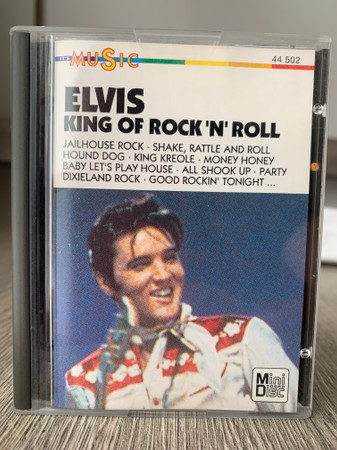 IT'S MUSIC
44 502
ELVIS
KING OF ROCK 'N' ROLL
JAILHOUSE ROCK · SHAKE, RATTLE AND ROLL
HOUND DOG · KING KREOLE · MONEY HONEY
BABY LET'S PLAY HOUSE · ALL SHOOK UP · PARTY
DIXIELAND ROCK · GOOD ROCKIN' TONIGHT ...
Mini
Disc